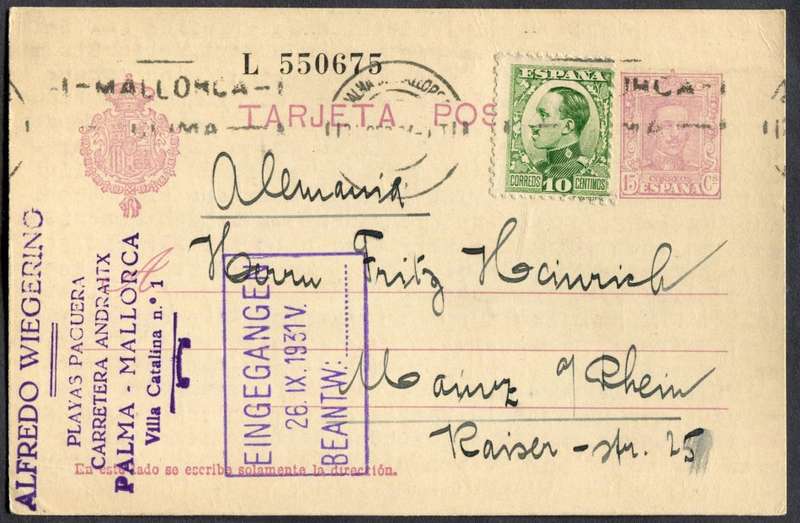 L 550675
-MALLORCA-
TARJETA POS
ESPAÑA
CORREOS 10 CENTIMOS
CORREOS
15 ESPAÑA Cs
Alemania
Herrn Fritz Heinrich
Mainz a/Rhein
Kaiser-str. 25
ALFREDO WIEGERING
PLAYAS PAGUERA
CARRETERA ANDRAITX
PALMA - MALLORCA
Villa Catalina n.° 1
EINGEGANGEN
26. IX. 1931 V.
BEANTW.:
En este lado se escribe solamente la dirección.